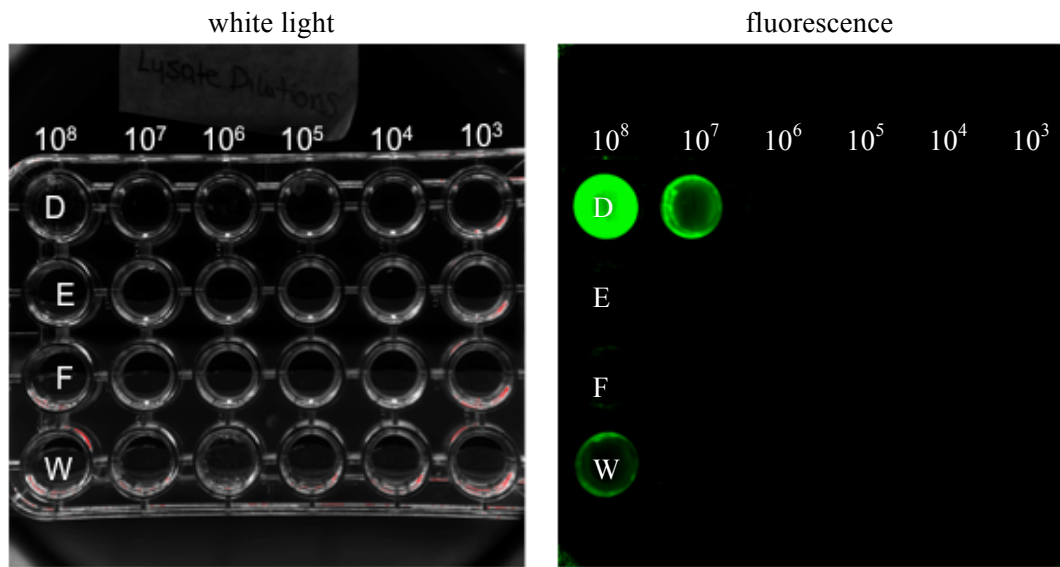 white light
fluorescence
Lysate Dilutions
10⁸ 10⁷ 10⁶ 10⁵ 10⁴ 10³
D
E
F
W
10⁸ 10⁷ 10⁶ 10⁵ 10⁴ 10³
D
E
F
W